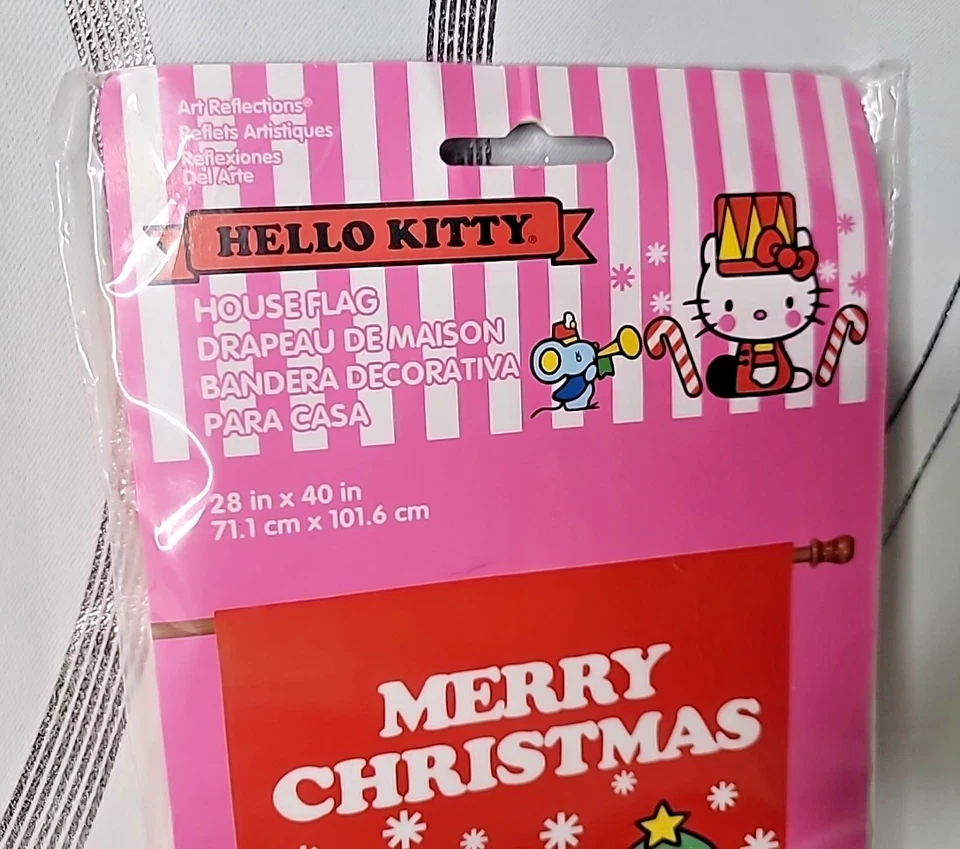 Art Reflections®
Reflets Artistiques
Reflexiones
Del Arte
HELLO KITTY®
HOUSE FLAG
DRAPEAU DE MAISON
BANDERA DECORATIVA
PARA CASA
28 in x 40 in
71.1 cm x 101.6 cm
MERRY
CHRISTMAS